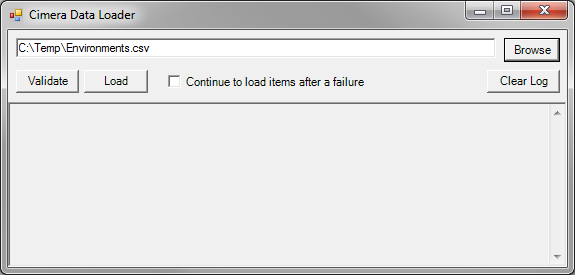 Cimera Data Loader
C:\Temp\Environments.csv
Browse
Validate
Load
Continue to load items after a failure
Clear Log